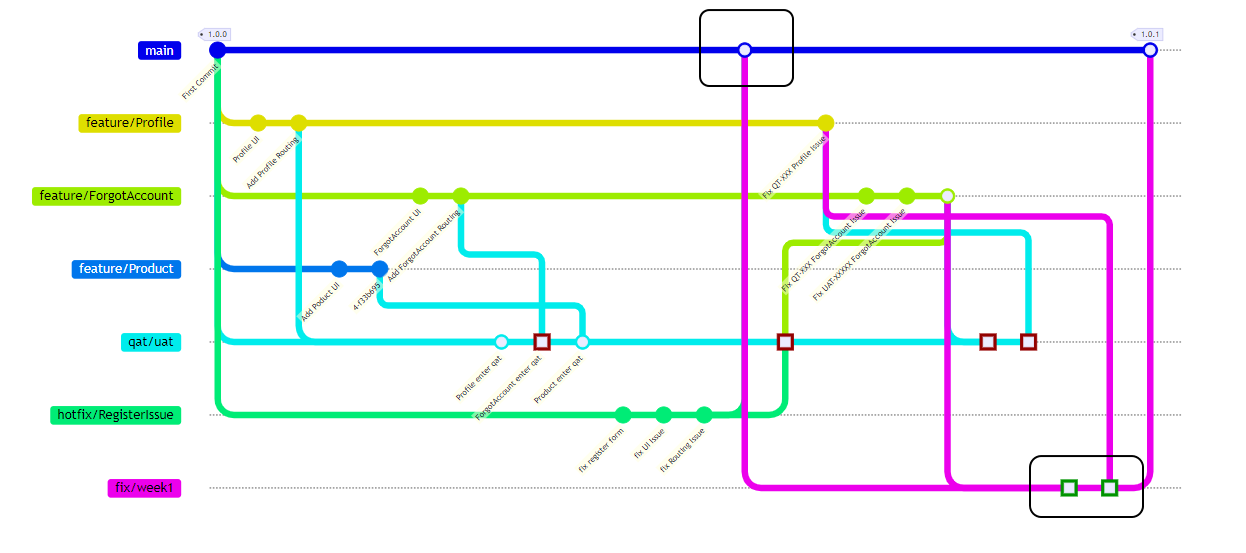 1.0.0
1.0.1
main
First Commit
feature/Profile
Profile UI
Add Profile Routing
Fix QT-XXX Profile Issue
feature/ForgotAccount
ForgotAccount UI
Add ForgotAccount Routing
Fix QT-XXX ForgotAccount Issue
Fix UAT-XXXXX ForgotAccount Issue
feature/Product
Add Poduct UI
4-f33b695
qat/uat
Profile enter qat
ForgotAccount enter qat
Product enter qat
hotfix/RegisterIssue
fix register form
fix UI Issue
fix Routing Issue
fix/week1